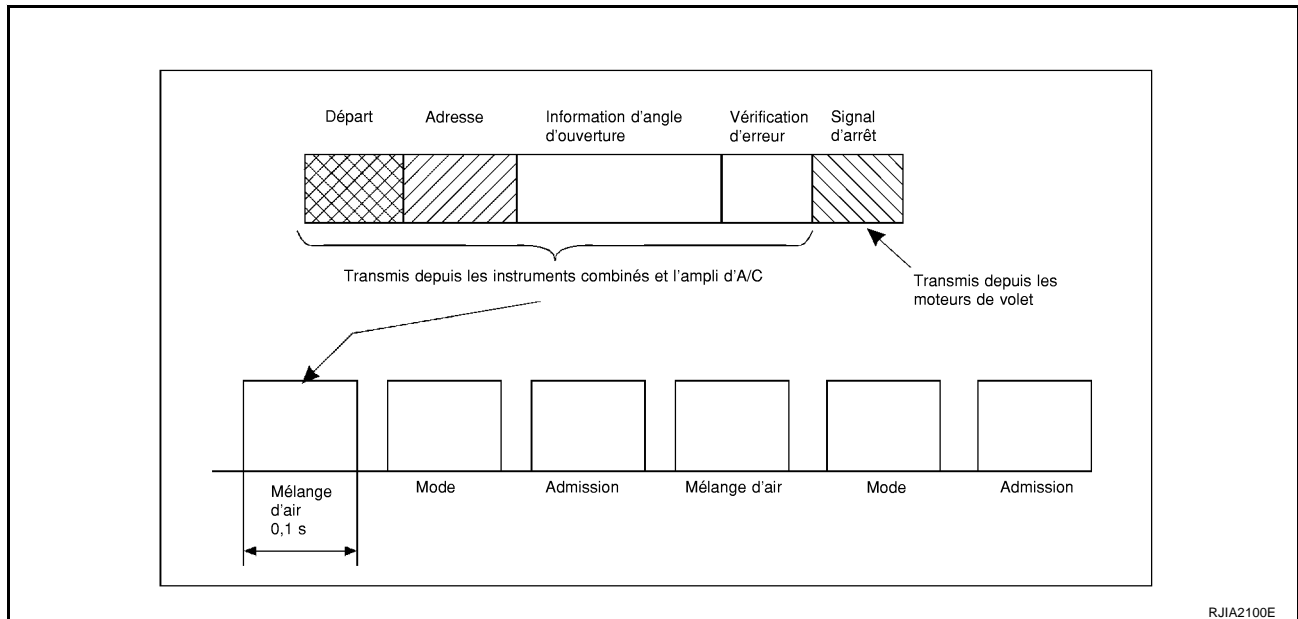 Départ
Adresse
Information d'angle
d'ouverture
Vérification
d'erreur
Signal
d'arrêt
Transmis depuis les instruments combinés et l'ampli d'A/C
Transmis depuis les
moteurs de volet
Mélange
d'air
0,1 s
Mode
Admission
Mélange d'air
Mode
Admission
RJIA2100E